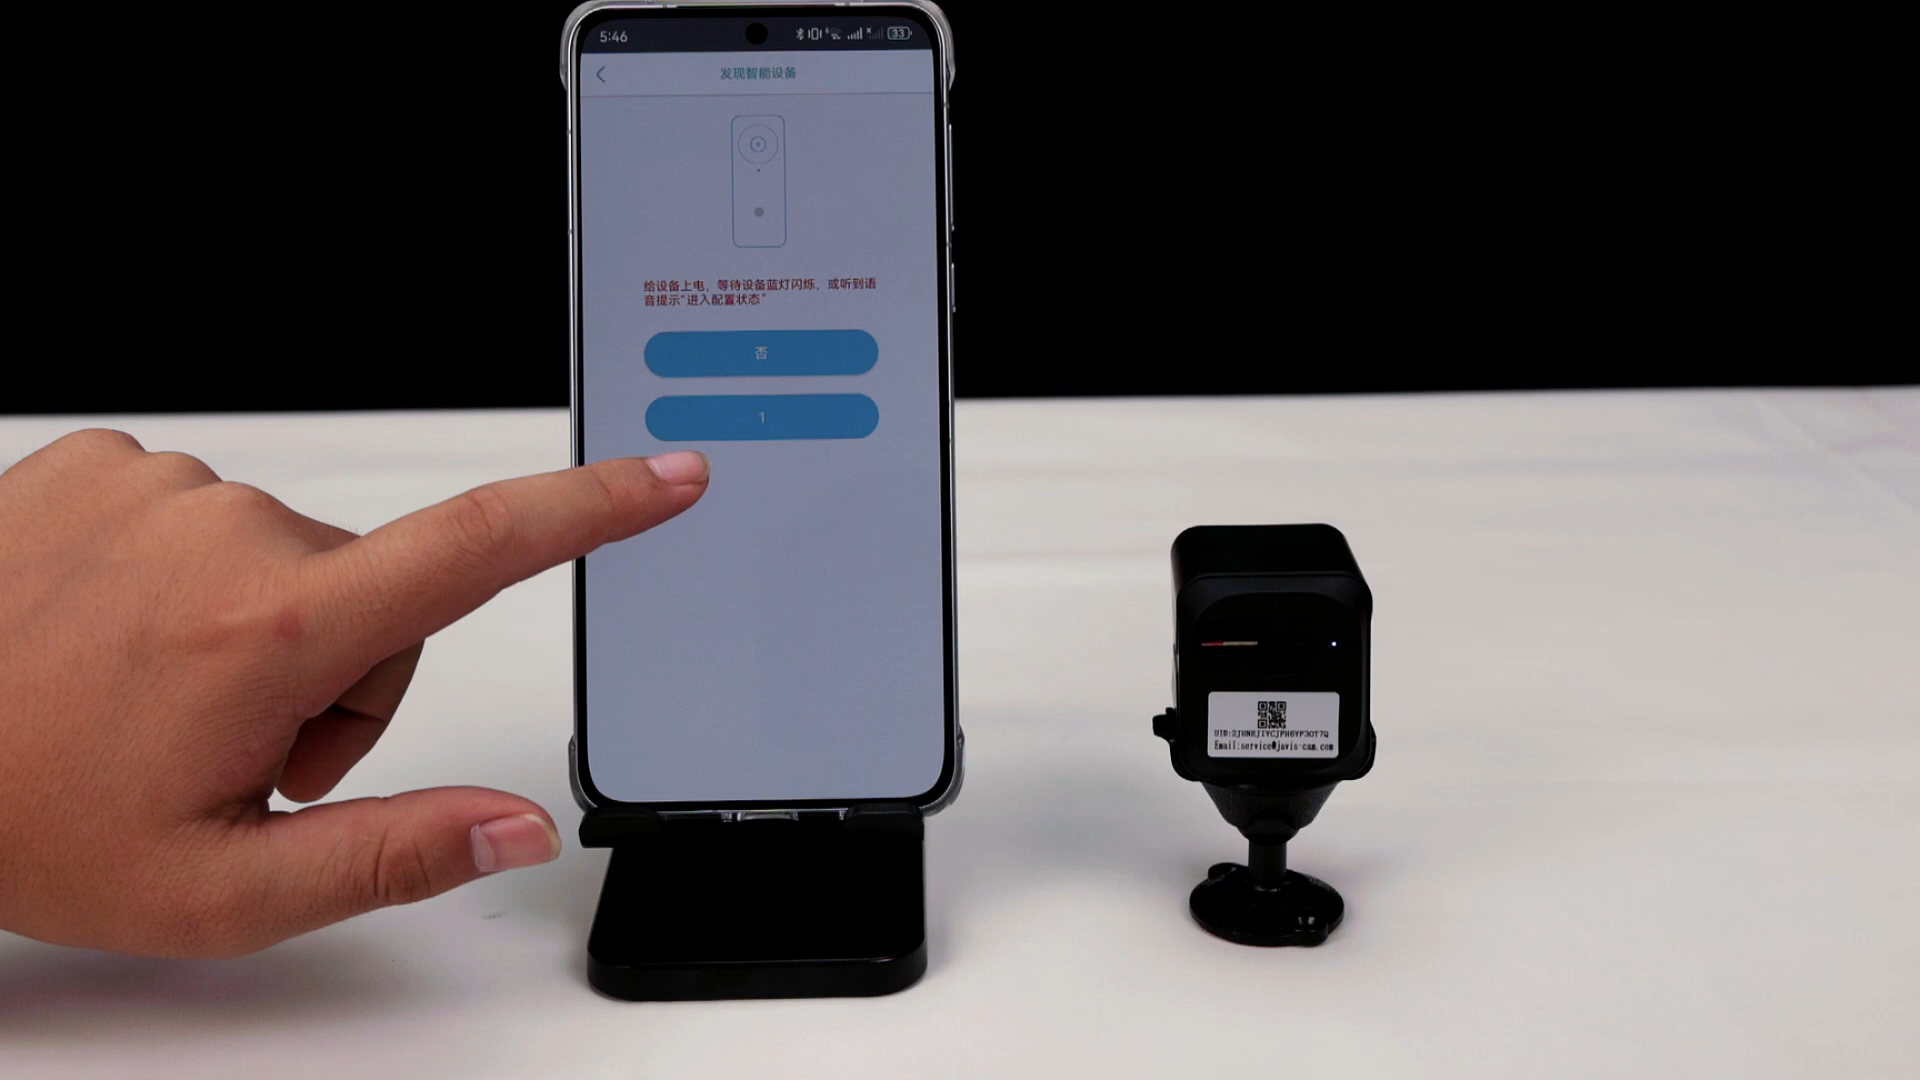 5:46
33
发现智能设备
给设备上电，等待设备蓝灯闪烁，或听到语
音提示“进入配置状态”
否
1
Email:service@javis-cam.com